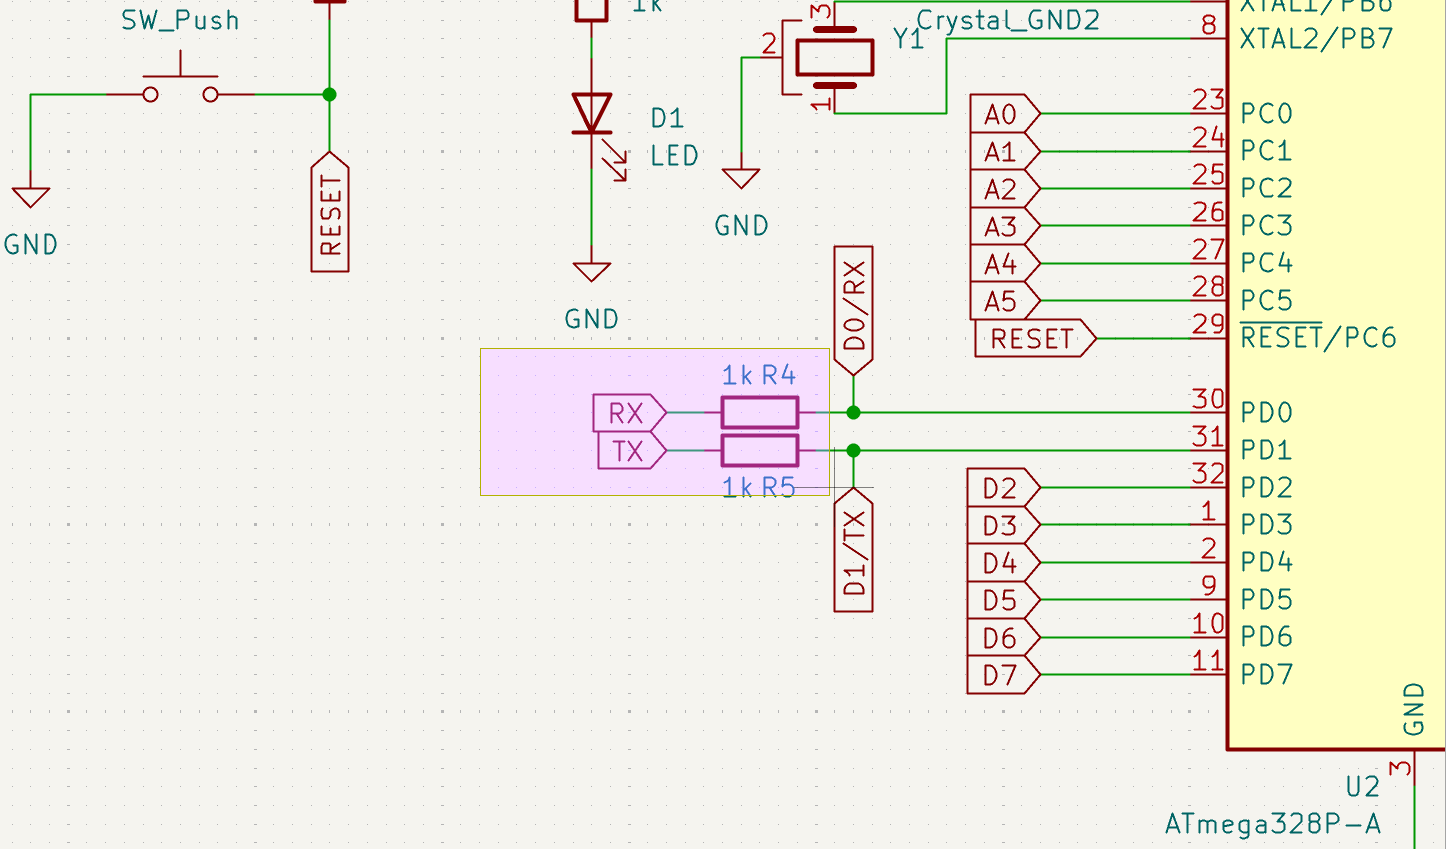 SW_Push
1k
3
Crystal_GND2
XTAL1/PB6
2
Y1
8
XTAL2/PB7
1
D1
LED
A0
23
PC0
A1
24
PC1
A2
25
PC2
A3
26
PC3
A4
27
PC4
A5
28
PC5
RESET
29
RESET/PC6
RESET
GND
GND
GND
D0/RX
1k R4
RX
30
PD0
TX
31
PD1
1k R5
D1/TX
D2
32
PD2
D3
1
PD3
D4
2
PD4
D5
9
PD5
D6
10
PD6
D7
11
PD7
GND
3
U2
ATmega328P-A